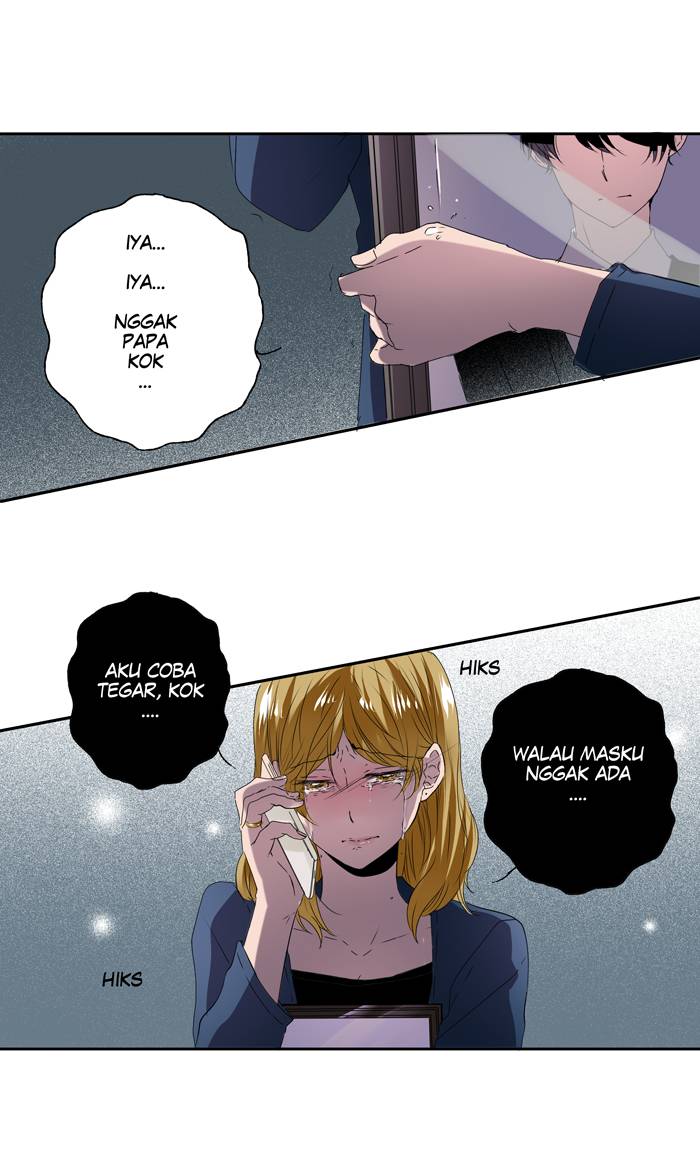 IYA...
IYA...
NGGAK
PAPA
KOK
...
AKU COBA
TEGAR, KOK
....
HIKS
WALAU MASKU
NGGAK ADA
....
HIKS